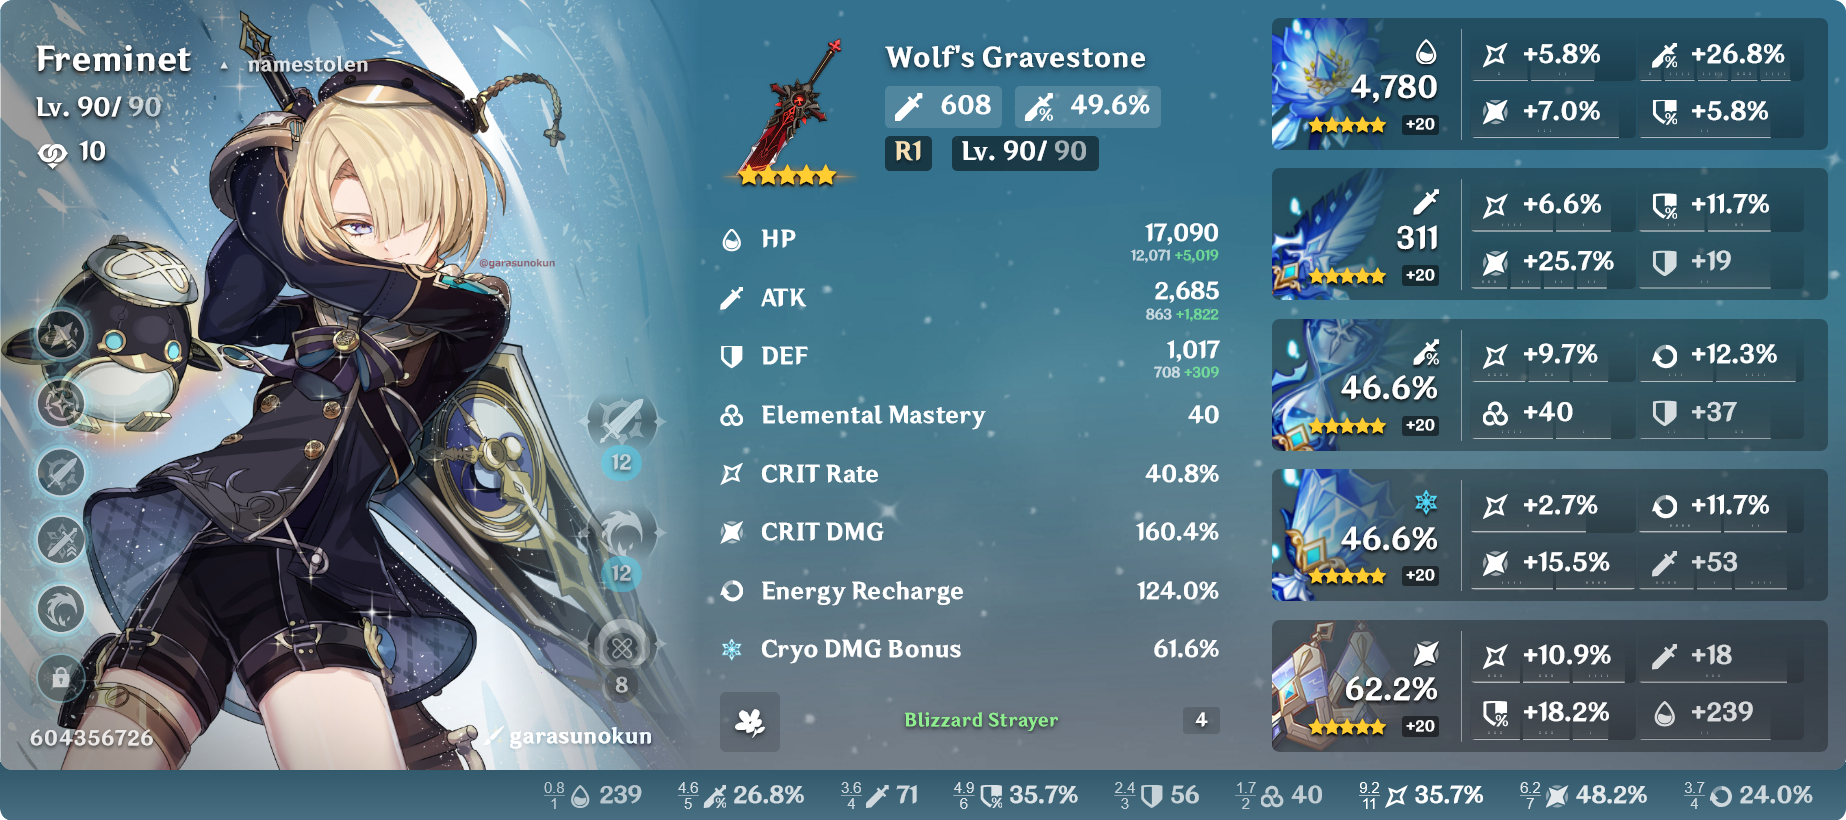 Freminet ▲ namestolen
Lv. 90/ 90
10
@garasunokun
12
12
8
604356726
garasunokun
Wolf's Gravestone
608 49.6%
R1 Lv. 90/ 90
HP 17,090
12,071 +5,019
ATK 2,685
863 +1,822
DEF 1,017
708 +309
Elemental Mastery 40
CRIT Rate 40.8%
CRIT DMG 160.4%
Energy Recharge 124.0%
Cryo DMG Bonus 61.6%
Blizzard Strayer 4
4,780
+20
+5.8% +26.8%
+7.0% +5.8%
311
+20
+6.6% +11.7%
+25.7% +19
46.6%
+20
+9.7% +12.3%
+40 +37
46.6%
+20
+2.7% +11.7%
+15.5% +53
62.2%
+20
+10.9% +18
+18.2% +239
0.8/1 239 4.6/5 26.8% 3.6/4 71 4.9/6 35.7% 2.4/3 56 1.7/2 40 9.2/11 35.7% 6.2/7 48.2% 3.7/4 24.0%